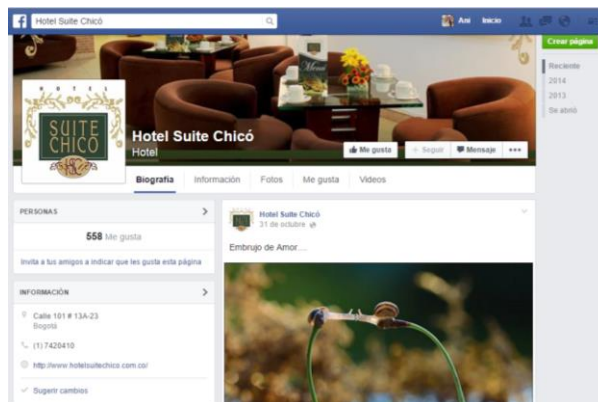 Hotel Suite Chicó
Ani Inicio
Crear página
Reciente
2014
2013
Se abrió
Menú
HOTEL
SUITE
CHICÓ
Hotel Suite Chicó
Hotel
Me gusta
Seguir
Mensaje
Biografía Información Fotos Me gusta Videos
PERSONAS
558 Me gusta
Invita a tus amigos a indicar que les gusta esta página
INFORMACIÓN
Calle 101 # 13A-23
Bogotá
(1) 7420410
http://www.hotelsuitechico.com.co/
Sugerir cambios
Hotel Suite Chicó
31 de octubre
Embrujo de Amor....